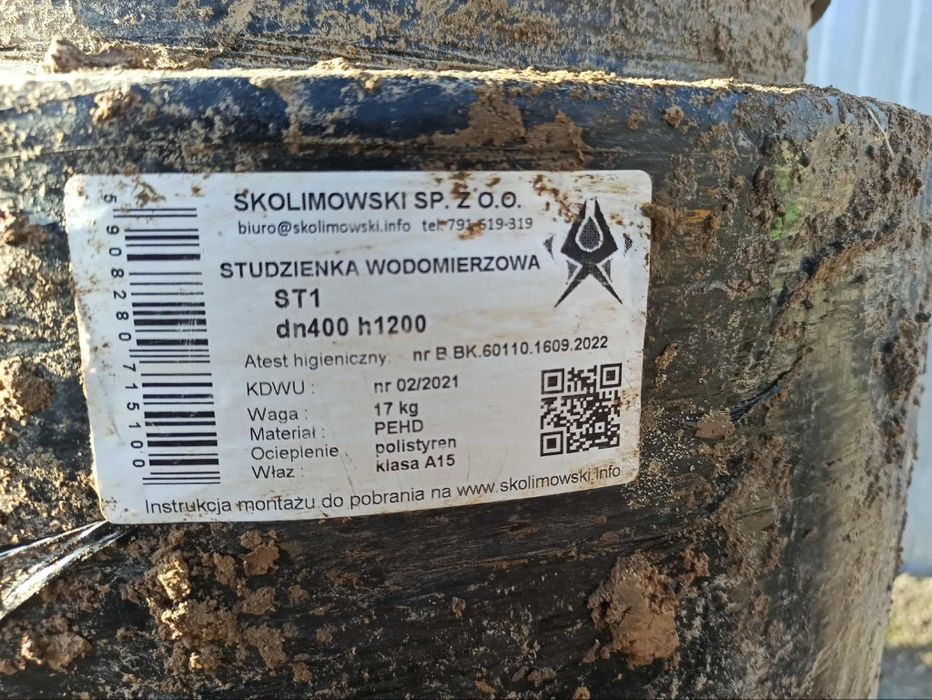 SKOLIMOWSKI SP. Z O.O.
biuro@skolimowski.info tel. 791-619-319
STUDZIENKA WODOMIERZOWA
ST1
dn400 h1200
Atest higieniczny: nr B.BK.60110.1609.2022
KDWU : nr 02/2021
Waga : 17 kg
Materiał : PEHD
Ocieplenie : polistyren
Właz : klasa A15
Instrukcja montażu do pobrania na www.skolimowski.info
5908280715100